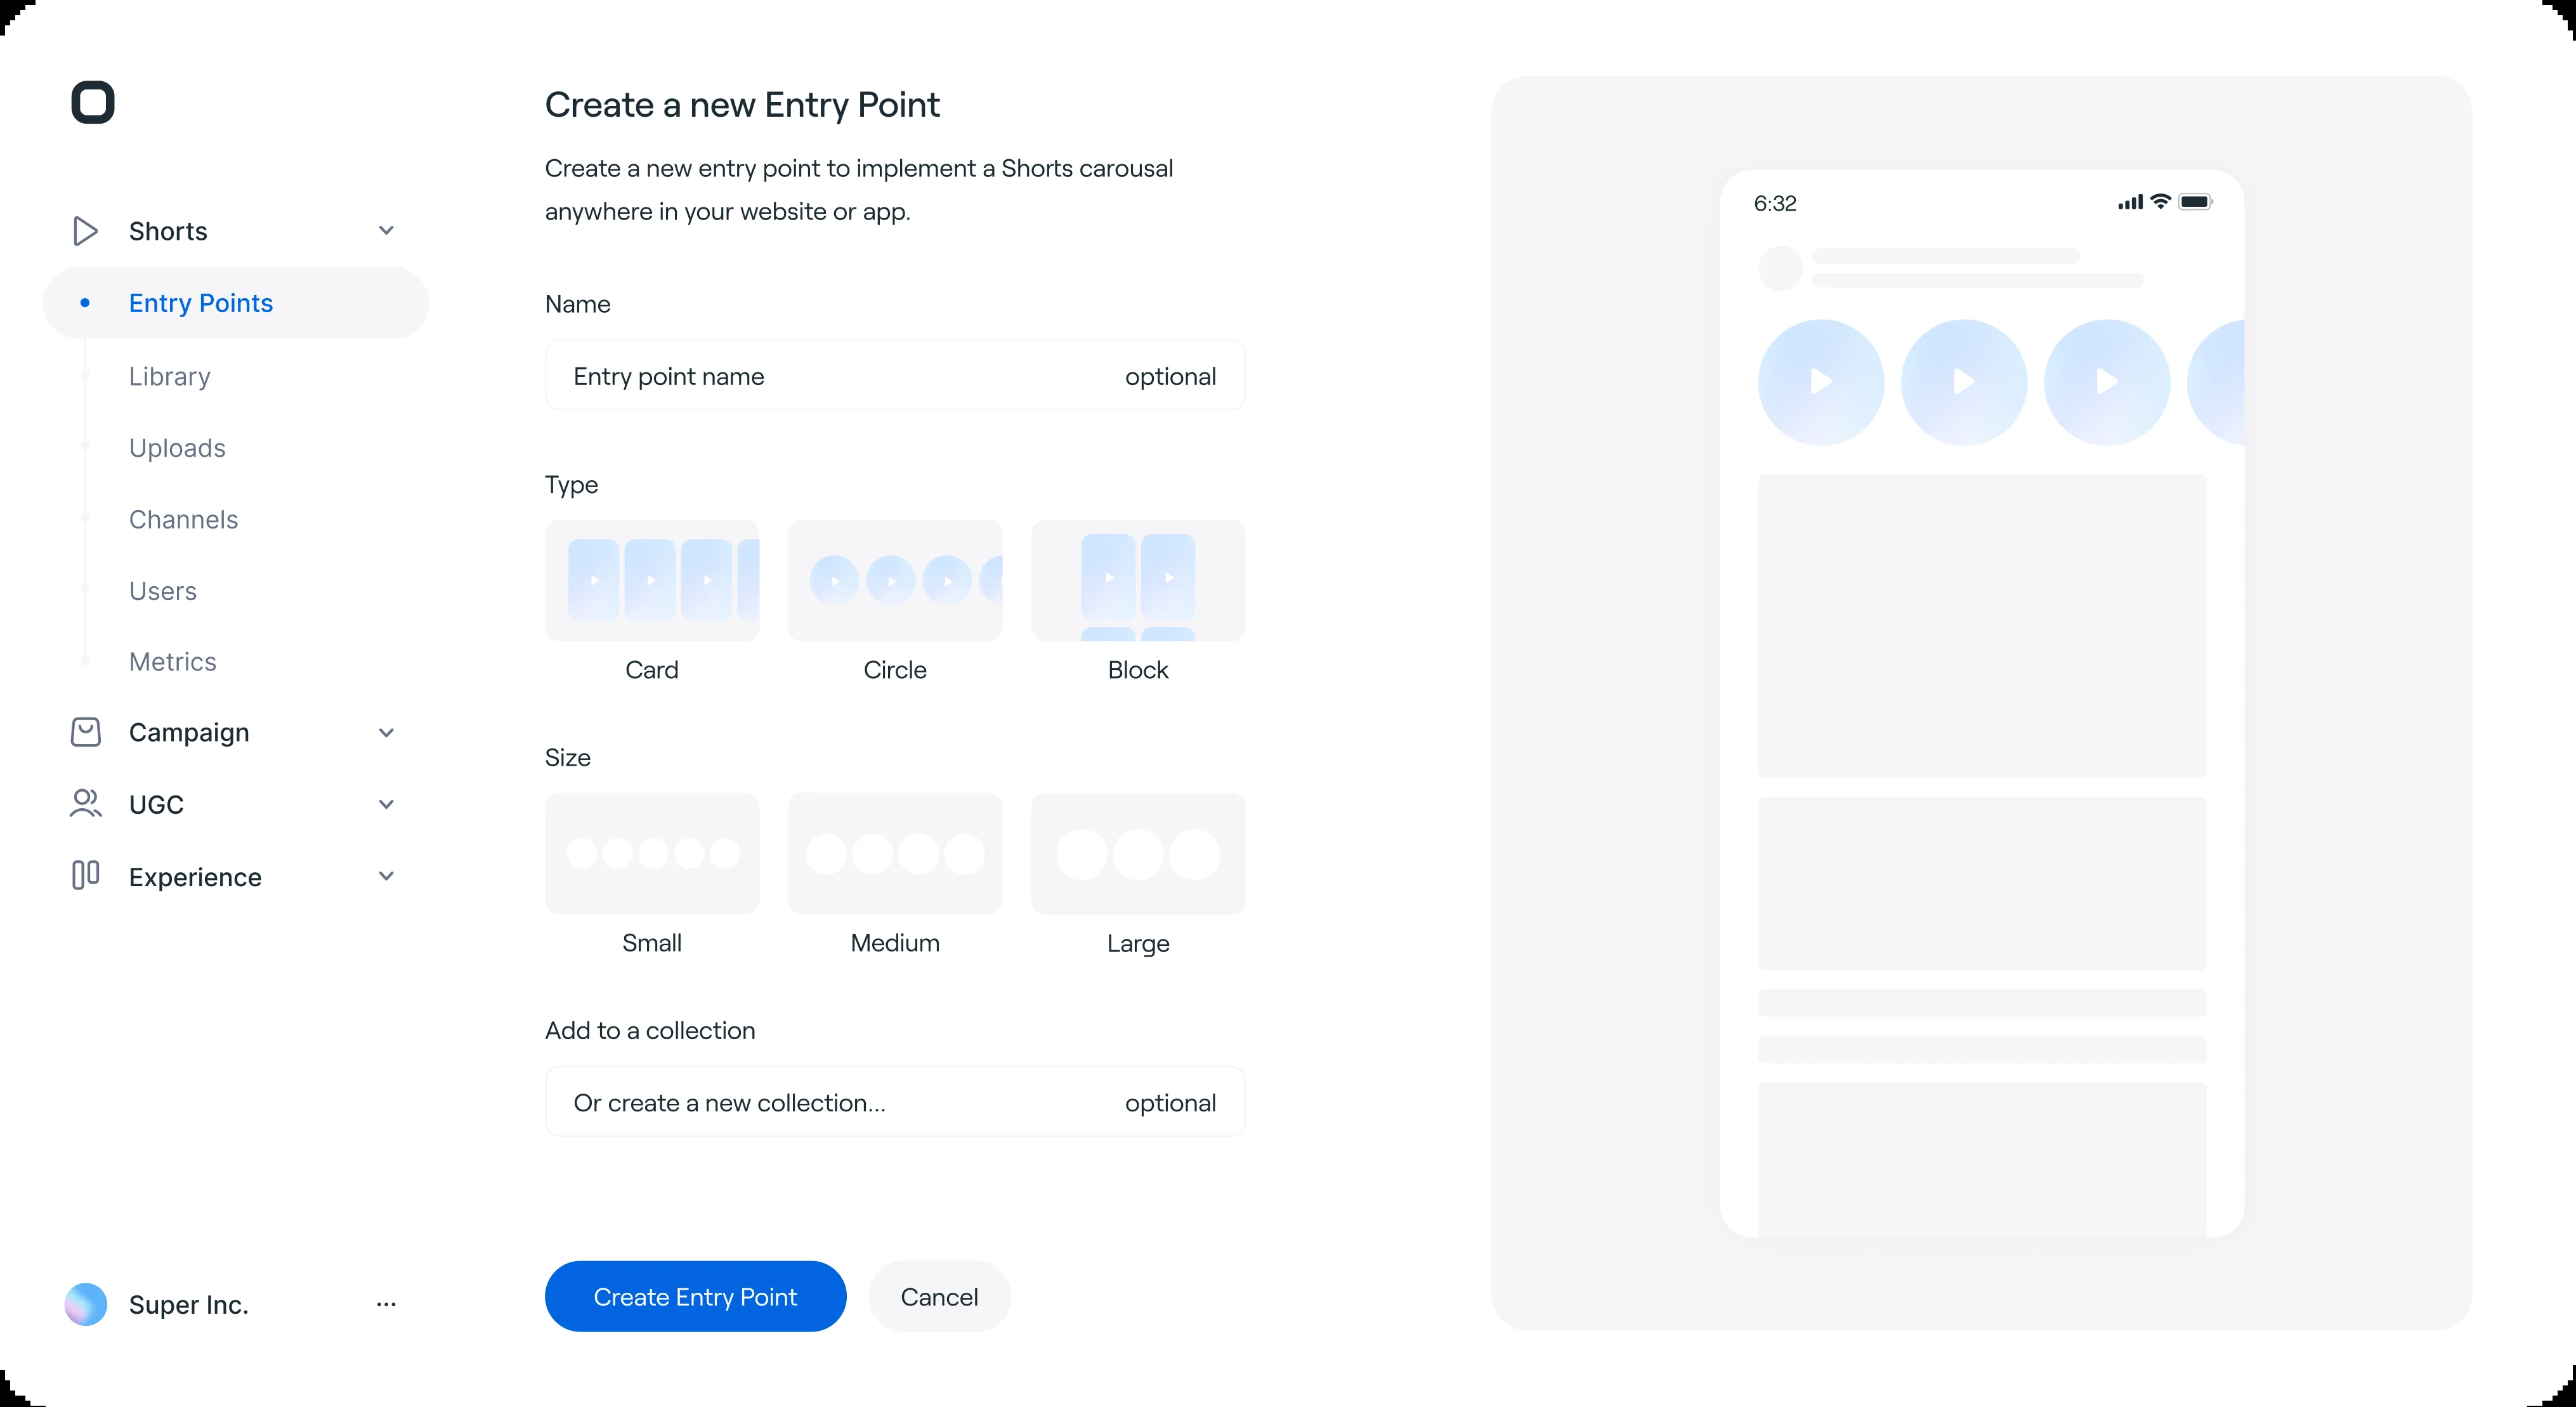 Shorts
Entry Points
Library
Uploads
Channels
Users
Metrics
Campaign
UGC
Experience
Super Inc.
Create a new Entry Point
Create a new entry point to implement a Shorts carousal
anywhere in your website or app.
Name
Entry point name optional
Type
Card Circle Block
Size
Small Medium Large
Add to a collection
Or create a new collection... optional
Create Entry Point Cancel
6:32